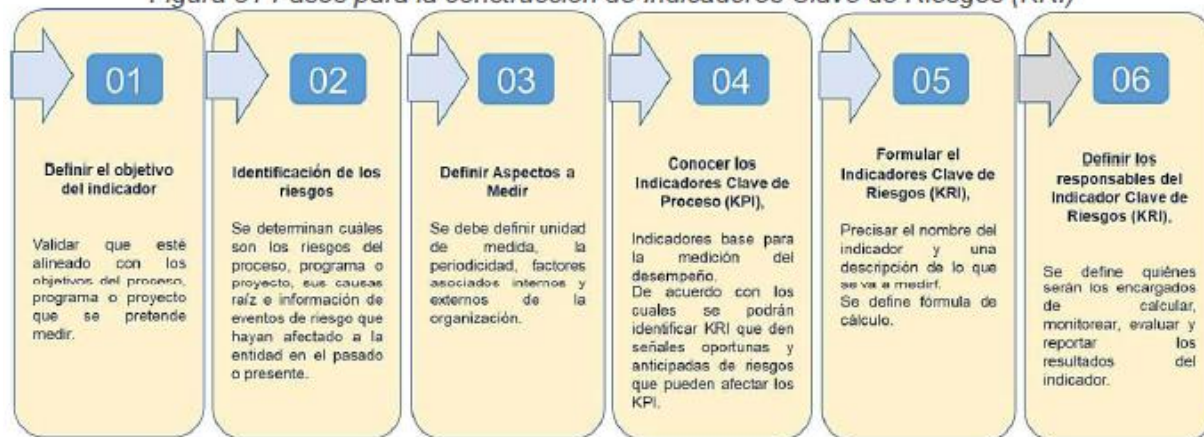 Figura 01 Pasos para la construcción de Indicadores Clave de Riesgos (KRI)
01
Definir el objetivo
del indicador
Validar que esté
alineado con los
objetivos del proceso,
programa o proyecto
que se pretende
medir.
02
Identificación de los
riesgos
Se determinan cuáles
son los riesgos del
proceso, programa o
proyecto, sus causas
raíz e información de
eventos de riesgo que
hayan afectado a la
entidad en el pasado
o presente.
03
Definir Aspectos a
Medir
Se debe definir unidad
de medida, la
periodicidad, factores
asociados internos y
externos de la
organización.
04
Conocer los
Indicadores Clave de
Proceso (KPI),
Indicadores base para
la medición del
desempeño.
De acuerdo con los
cuales se podrán
identificar KRI que den
señales oportunas y
anticipadas de riesgos
que pueden afectar los
KPI.
05
Formular el
Indicadores Clave de
Riesgos (KRI),
Precisar el nombre del
indicador y una
descripción de lo que
se va a medirf.
Se define fórmula de
cálculo.
06
Definir los
responsables del
Indicador Clave de
Riesgos (KRI),
Se define quiénes
serán los encargados
de calcular,
monitorear, evaluar y
reportar los
resultados del
indicador.